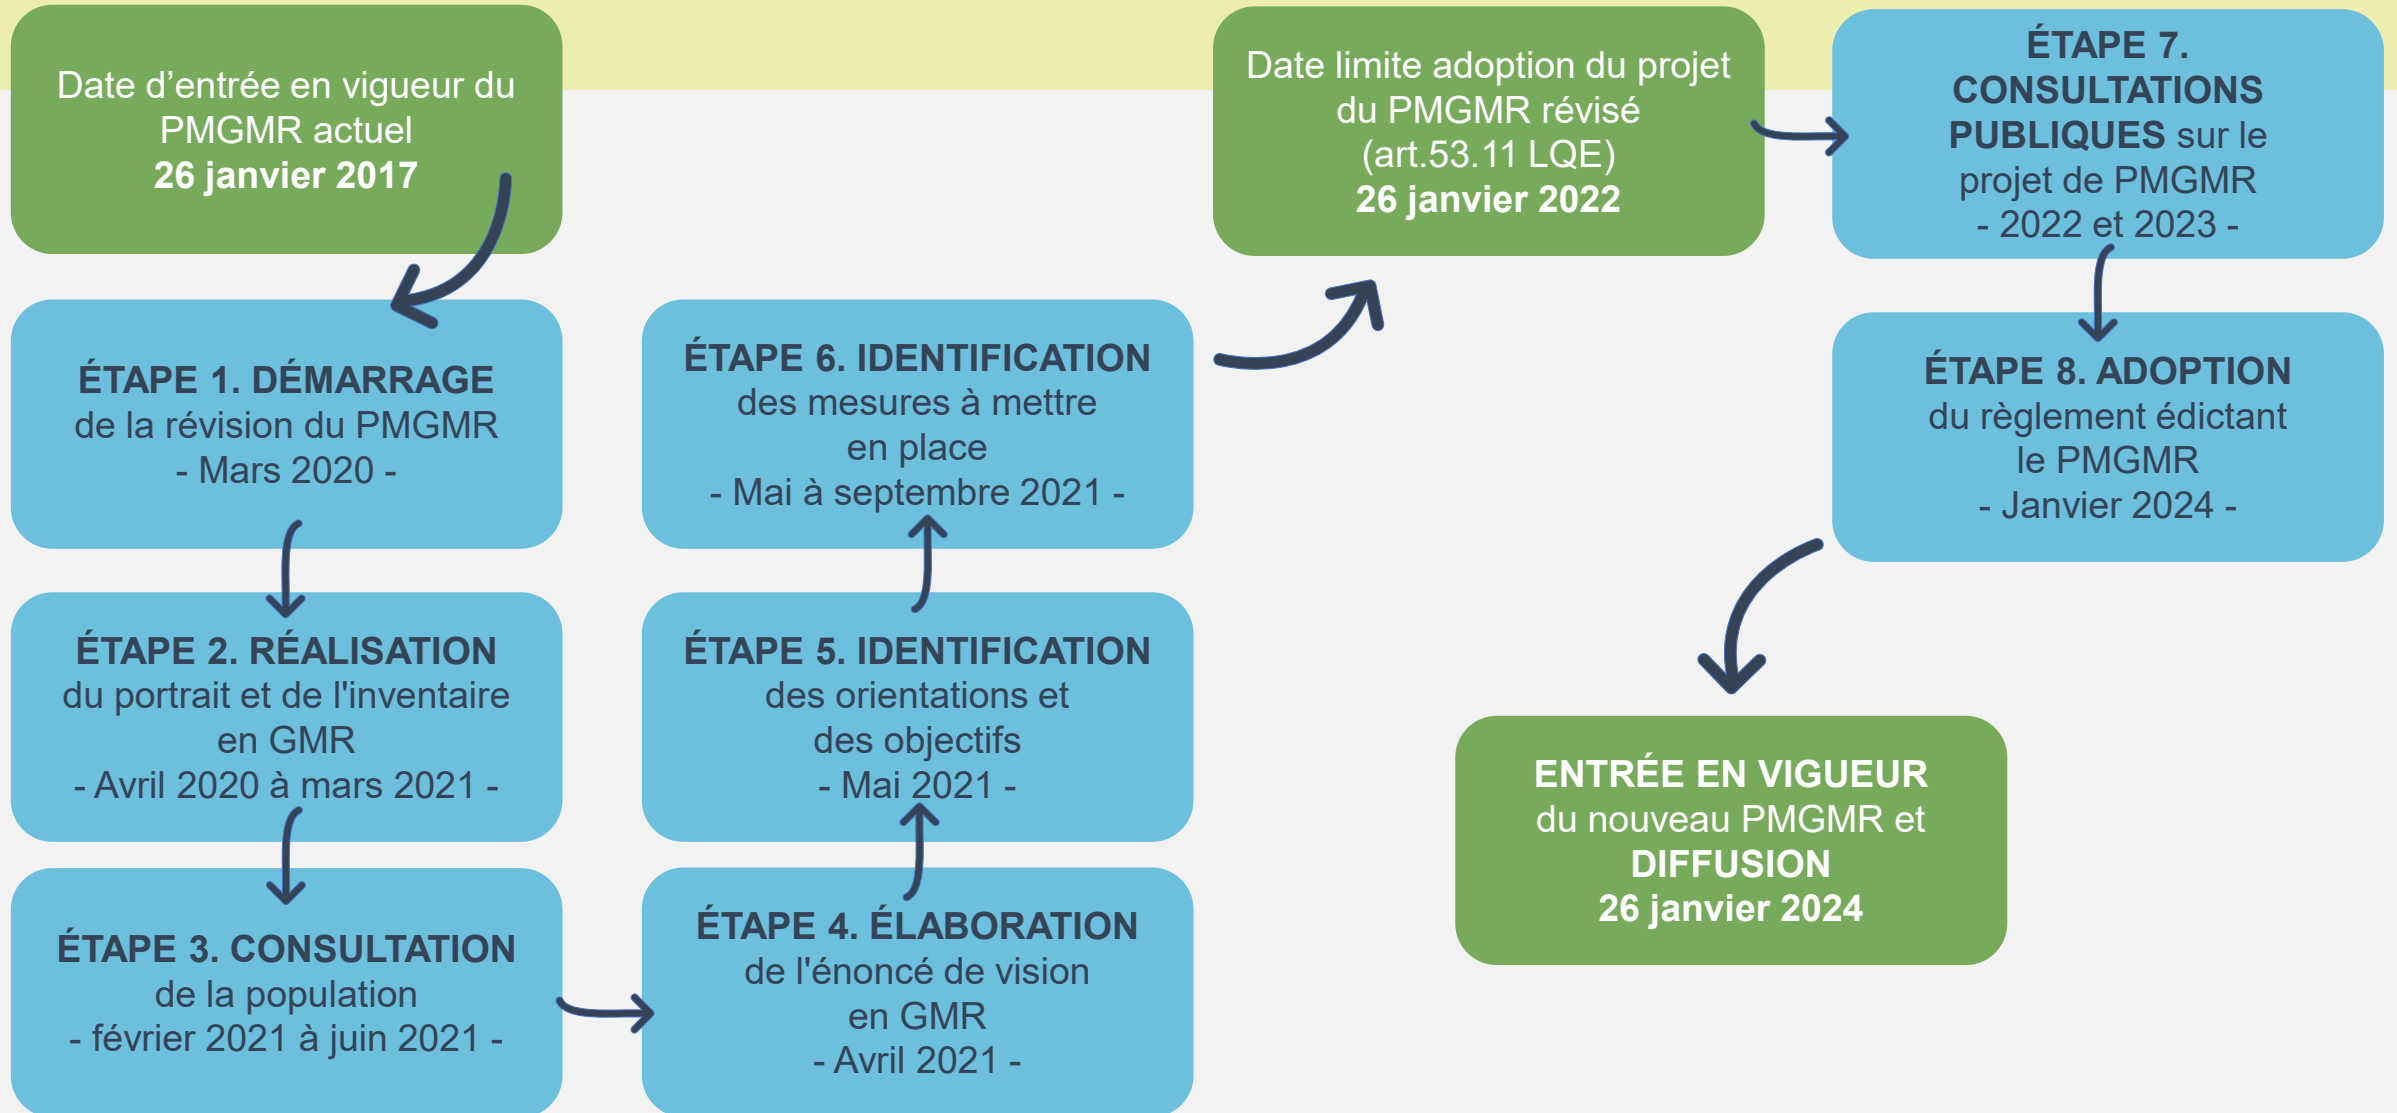 Date d’entrée en vigueur du
PMGMR actuel
26 janvier 2017
ÉTAPE 1. DÉMARRAGE
de la révision du PMGMR
- Mars 2020 -
ÉTAPE 2. RÉALISATION
du portrait et de l'inventaire
en GMR
- Avril 2020 à mars 2021 -
ÉTAPE 3. CONSULTATION
de la population
- février 2021 à juin 2021 -
ÉTAPE 4. ÉLABORATION
de l'énoncé de vision
en GMR
- Avril 2021 -
ÉTAPE 5. IDENTIFICATION
des orientations et
des objectifs
- Mai 2021 -
ÉTAPE 6. IDENTIFICATION
des mesures à mettre
en place
- Mai à septembre 2021 -
Date limite adoption du projet
du PMGMR révisé
(art.53.11 LQE)
26 janvier 2022
ÉTAPE 7.
CONSULTATIONS
PUBLIQUES sur le
projet de PMGMR
- 2022 et 2023 -
ÉTAPE 8. ADOPTION
du règlement édictant
le PMGMR
- Janvier 2024 -
ENTRÉE EN VIGUEUR
du nouveau PMGMR et
DIFFUSION
26 janvier 2024